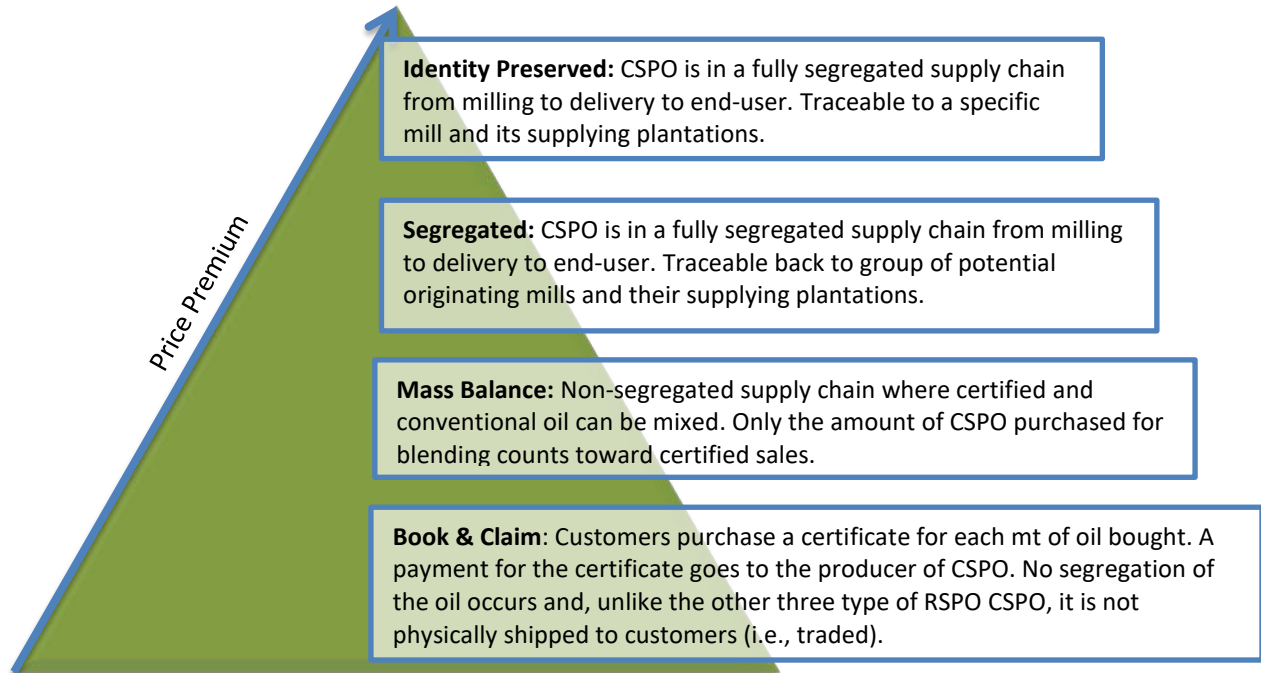 Price Premium
Identity Preserved: CSPO is in a fully segregated supply chain
from milling to delivery to end-user. Traceable to a specific
mill and its supplying plantations.
Segregated: CSPO is in a fully segregated supply chain from milling
to delivery to end-user. Traceable back to group of potential
originating mills and their supplying plantations.
Mass Balance: Non-segregated supply chain where certified and
conventional oil can be mixed. Only the amount of CSPO purchased for
blending counts toward certified sales.
Book & Claim: Customers purchase a certificate for each mt of oil bought. A
payment for the certificate goes to the producer of CSPO. No segregation of
the oil occurs and, unlike the other three type of RSPO CSPO, it is not
physically shipped to customers (i.e., traded).